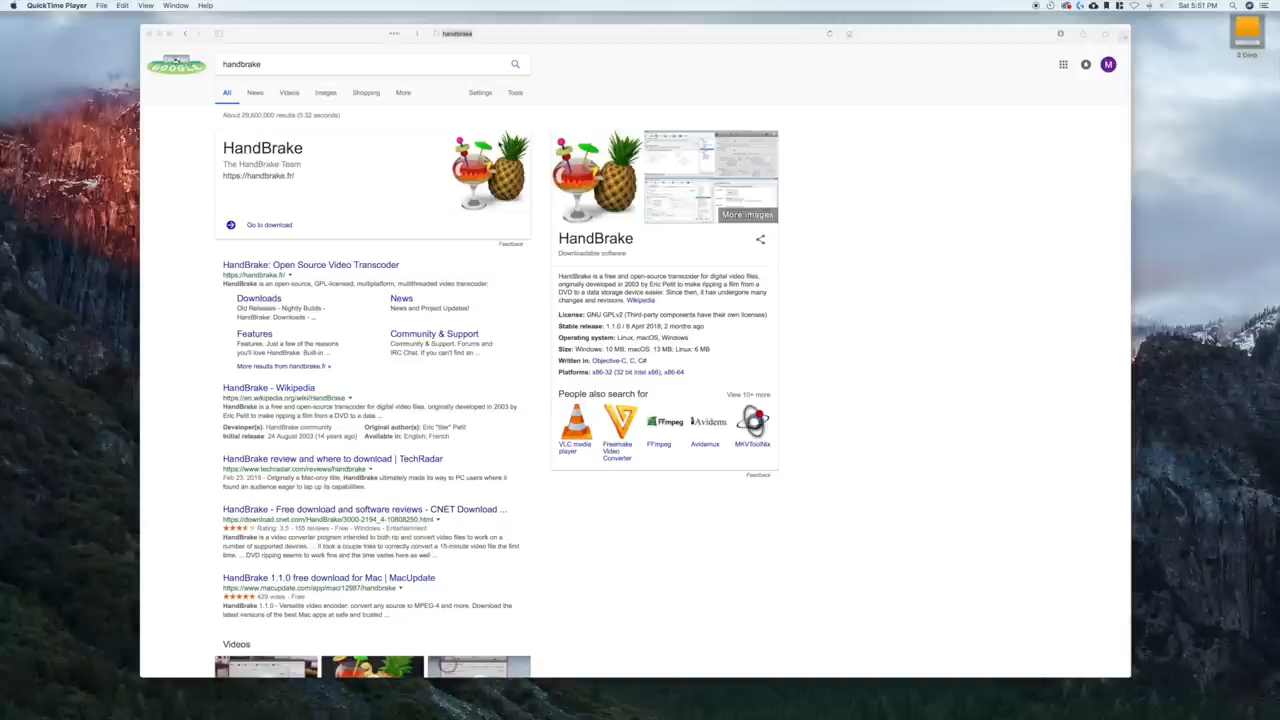 QuickTime Player File Edit View Window Help
Sat 5:51 PM
handbrake
2 Corp
GOOGLE
handbrake
M
All News Videos Images Shopping More Settings Tools
About 29,600,000 results (0.32 seconds)
HandBrake
The HandBrake Team
https://handbrake.fr/
Go to download
Feedback
HandBrake: Open Source Video Transcoder
https://handbrake.fr/
HandBrake is an open-source, GPL-licensed, multiplatform, multithreaded video transcoder.
Downloads
Old Releases - Nightly Builds -
HandBrake: Downloads - ...
News
News and Project Updates!
Features
Features. Just a few of the reasons
you'll love HandBrake. Built-in ...
Community & Support
Community & Support. Forums and
IRC Chat. If you can't find an ...
More results from handbrake.fr »
HandBrake - Wikipedia
https://en.wikipedia.org/wiki/HandBrake
HandBrake is a free and open-source transcoder for digital video files, originally developed in 2003 by
Eric Petit to make ripping a film from a DVD to a data ...
Developer(s): HandBrake community Original author(s): Eric "titer" Petit
Initial release: 24 August 2003 (14 years ago) Available in: English, French
HandBrake review and where to download | TechRadar
https://www.techradar.com/reviews/handbrake
Feb 23, 2018 - Originally a Mac-only title, HandBrake ultimately made its way to PC users where it
found an audience eager to lap up its capabilities.
HandBrake - Free download and software reviews - CNET Download ...
https://download.cnet.com/HandBrake/3000-2194_4-10808250.html
Rating: 3.5 - 155 reviews - Free - Windows - Entertainment
HandBrake is a video converter program intended to both rip and convert video files to work on a
number of supported devices. ... It took a couple tries to correctly convert a 15-minute video file the first
time. ... DVD ripping seems to work fine and the time varies here as well ...
HandBrake 1.1.0 free download for Mac | MacUpdate
https://www.macupdate.com/app/mac/12987/handbrake
429 votes - Free
HandBrake 1.1.0 - Versatile video encoder: convert any source to MPEG-4 and more. Download the
latest versions of the best Mac apps at safe and trusted ...
Videos
More images
HandBrake
Downloadable software
HandBrake is a free and open-source transcoder for digital video files,
originally developed in 2003 by Eric Petit to make ripping a film from a
DVD to a data storage device easier. Since then, it has undergone many
changes and revisions. Wikipedia
License: GNU GPLv2 (Third-party components have their own licenses)
Stable release: 1.1.0 / 8 April 2018; 2 months ago
Operating system: Linux, macOS, Windows
Size: Windows: 10 MB; macOS: 13 MB; Linux: 6 MB
Written in: Objective-C, C, C#
Platforms: x86-32 (32 bit Intel x86), x86-64
People also search for
View 10+ more
FFmpeg
Avidemux
VLC media
player
Freemake
Video
Converter
FFmpeg
Avidemux
MKVToolNix
Feedback